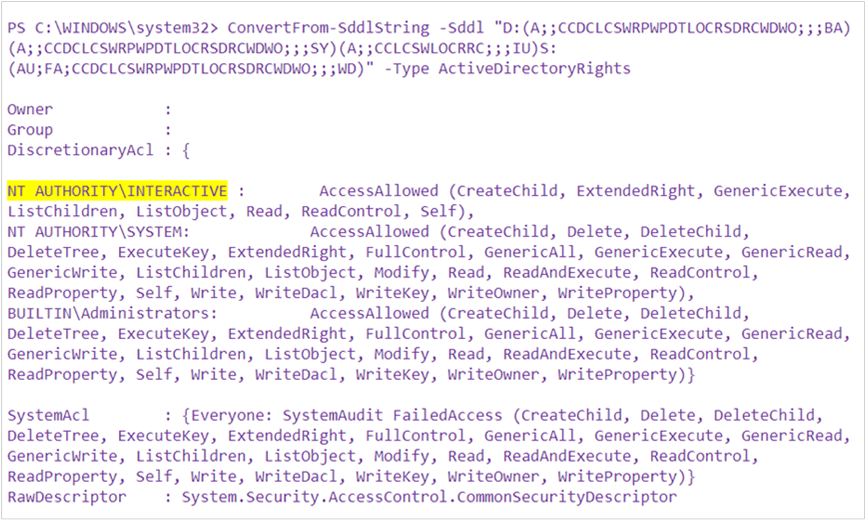 PS C:\WINDOWS\system32> ConvertFrom-SddlString -Sddl "D:(A;;CCDCLCSWRPWPDTLOCRSDRCWDWO;;;BA)
(A;;CCDCLCSWRPWPDTLOCRSDRCWDWO;;;SY)(A;;CCLCSWLOCRRC;;;IU)S:
(AU;FA;CCDCLCSWRPWPDTLOCRSDRCWDWO;;;WD)" -Type ActiveDirectoryRights
Owner :
Group :
DiscretionaryAcl : {
NT AUTHORITY\INTERACTIVE : AccessAllowed (CreateChild, ExtendedRight, GenericExecute,
ListChildren, ListObject, Read, ReadControl, Self),
NT AUTHORITY\SYSTEM: AccessAllowed (CreateChild, Delete, DeleteChild,
DeleteTree, ExecuteKey, ExtendedRight, FullControl, GenericAll, GenericExecute, GenericRead,
GenericWrite, ListChildren, ListObject, Modify, Read, ReadAndExecute, ReadControl,
ReadProperty, Self, Write, WriteDacl, WriteKey, WriteOwner, WriteProperty),
BUILTIN\Administrators: AccessAllowed (CreateChild, Delete, DeleteChild,
DeleteTree, ExecuteKey, ExtendedRight, FullControl, GenericAll, GenericExecute, GenericRead,
GenericWrite, ListChildren, ListObject, Modify, Read, ReadAndExecute, ReadControl,
ReadProperty, Self, Write, WriteDacl, WriteKey, WriteOwner, WriteProperty)}
SystemAcl : {Everyone: SystemAudit FailedAccess (CreateChild, Delete, DeleteChild,
DeleteTree, ExecuteKey, ExtendedRight, FullControl, GenericAll, GenericExecute, GenericRead,
GenericWrite, ListChildren, ListObject, Modify, Read, ReadAndExecute, ReadControl,
ReadProperty, Self, Write, WriteDacl, WriteKey, WriteOwner, WriteProperty)}
RawDescriptor : System.Security.AccessControl.CommonSecurityDescriptor